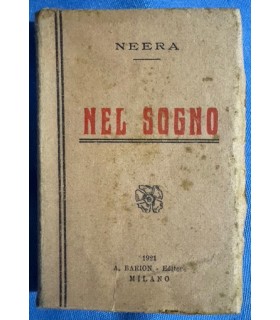 NEERA
NEL SOGNO
1921
A. BARION - Editore
MILANO